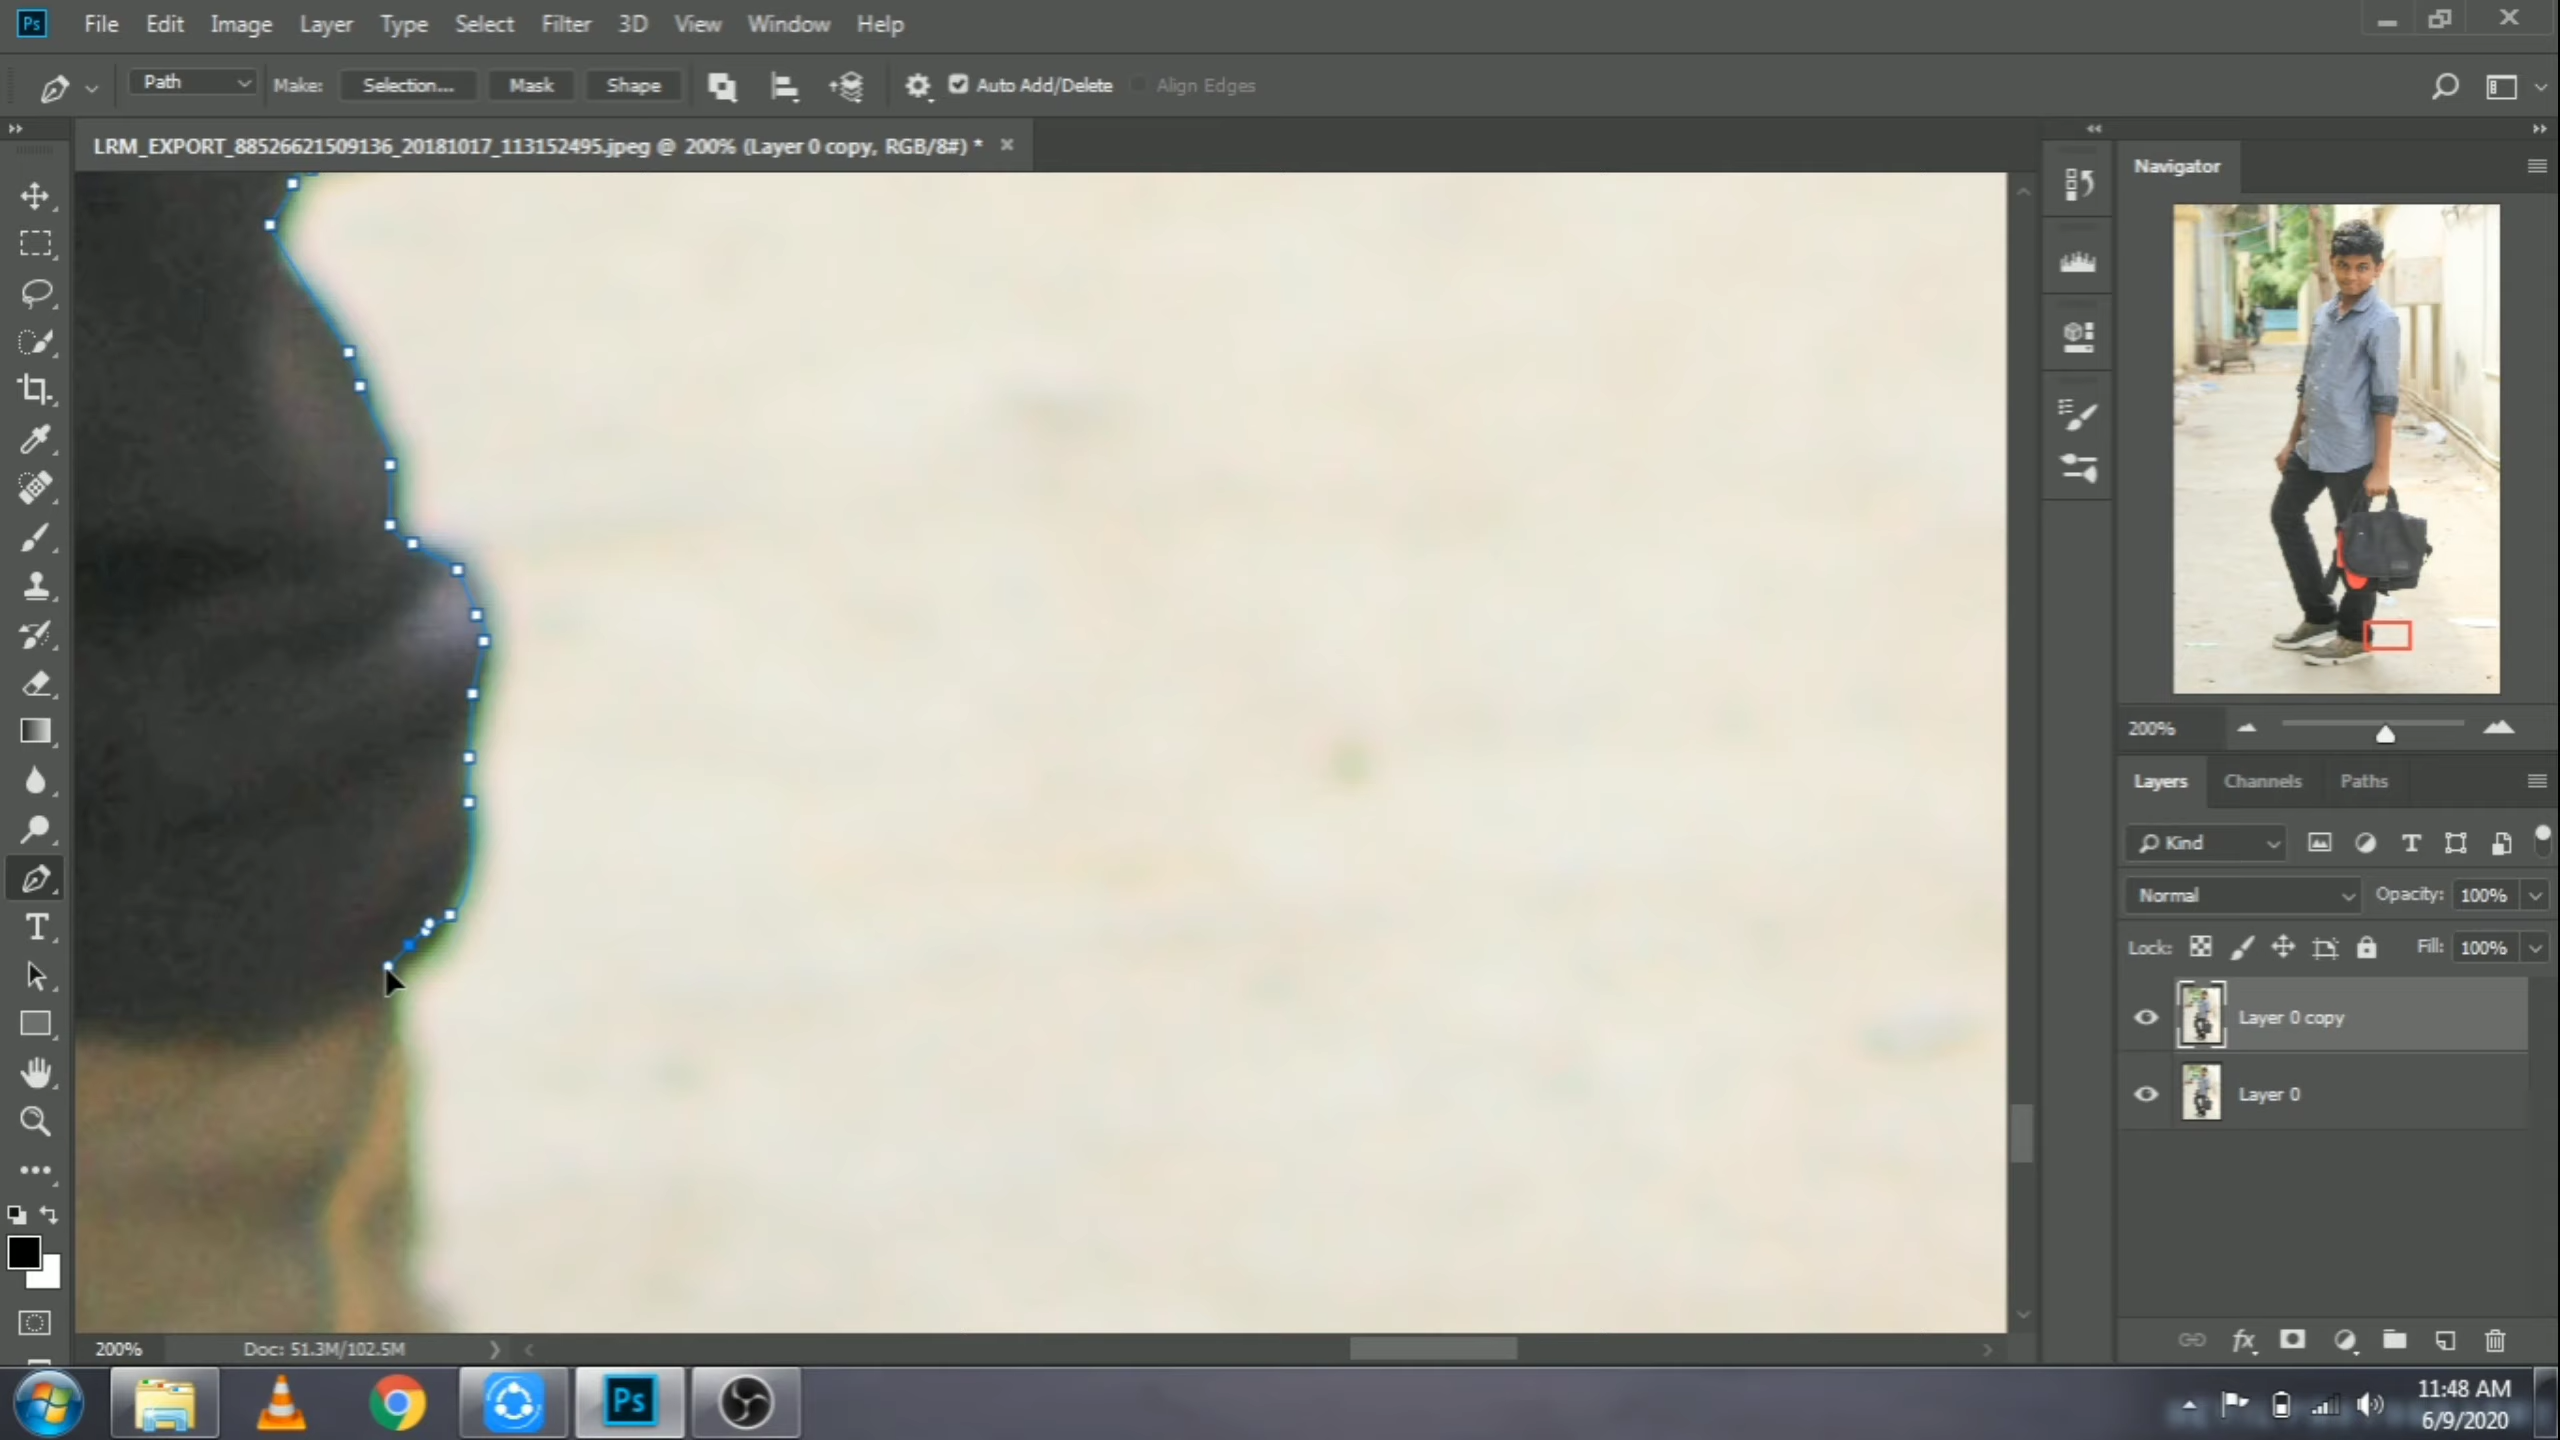 Ps File Edit Image Layer Type Select Filter 3D View Window Help
Path Make: Selection... Mask Shape Auto Add/Delete Align Edges
LRM_EXPORT_88526621509136_20181017_113152495.jpeg @ 200% (Layer 0 copy, RGB/8#) *
Navigator
200%
Layers Channels Paths
Kind
Normal Opacity: 100%
Lock: Fill: 100%
Layer 0 copy
Layer 0
200% Doc: 51.3M/102.5M
Ps
11:48 AM
6/9/2020